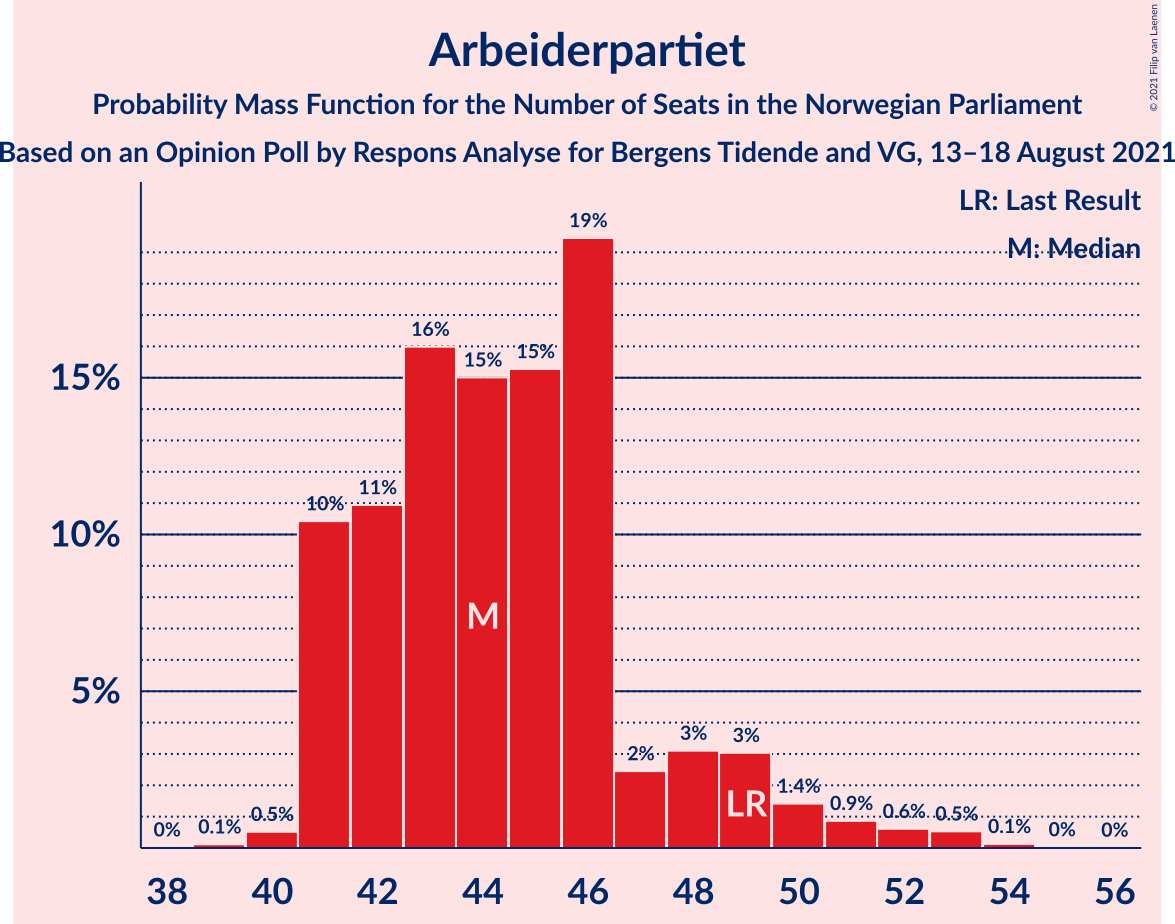 Arbeiderpartiet
Probability Mass Function for the Number of Seats in the Norwegian Parliament
Based on an Opinion Poll by Respons Analyse for Bergens Tidende and VG, 13–18 August 2021
© 2021 Filip van Laenen
LR: Last Result
M: Median
19%
16%
15%
15%
15%
11%
10%
10%
M
5%
3%
3%
2%
LR
1.4%
0.9%
0.6%
0.5%
0.5%
0.1%
0.1%
0%
0%
0%
38 40 42 44 46 48 50 52 54 56